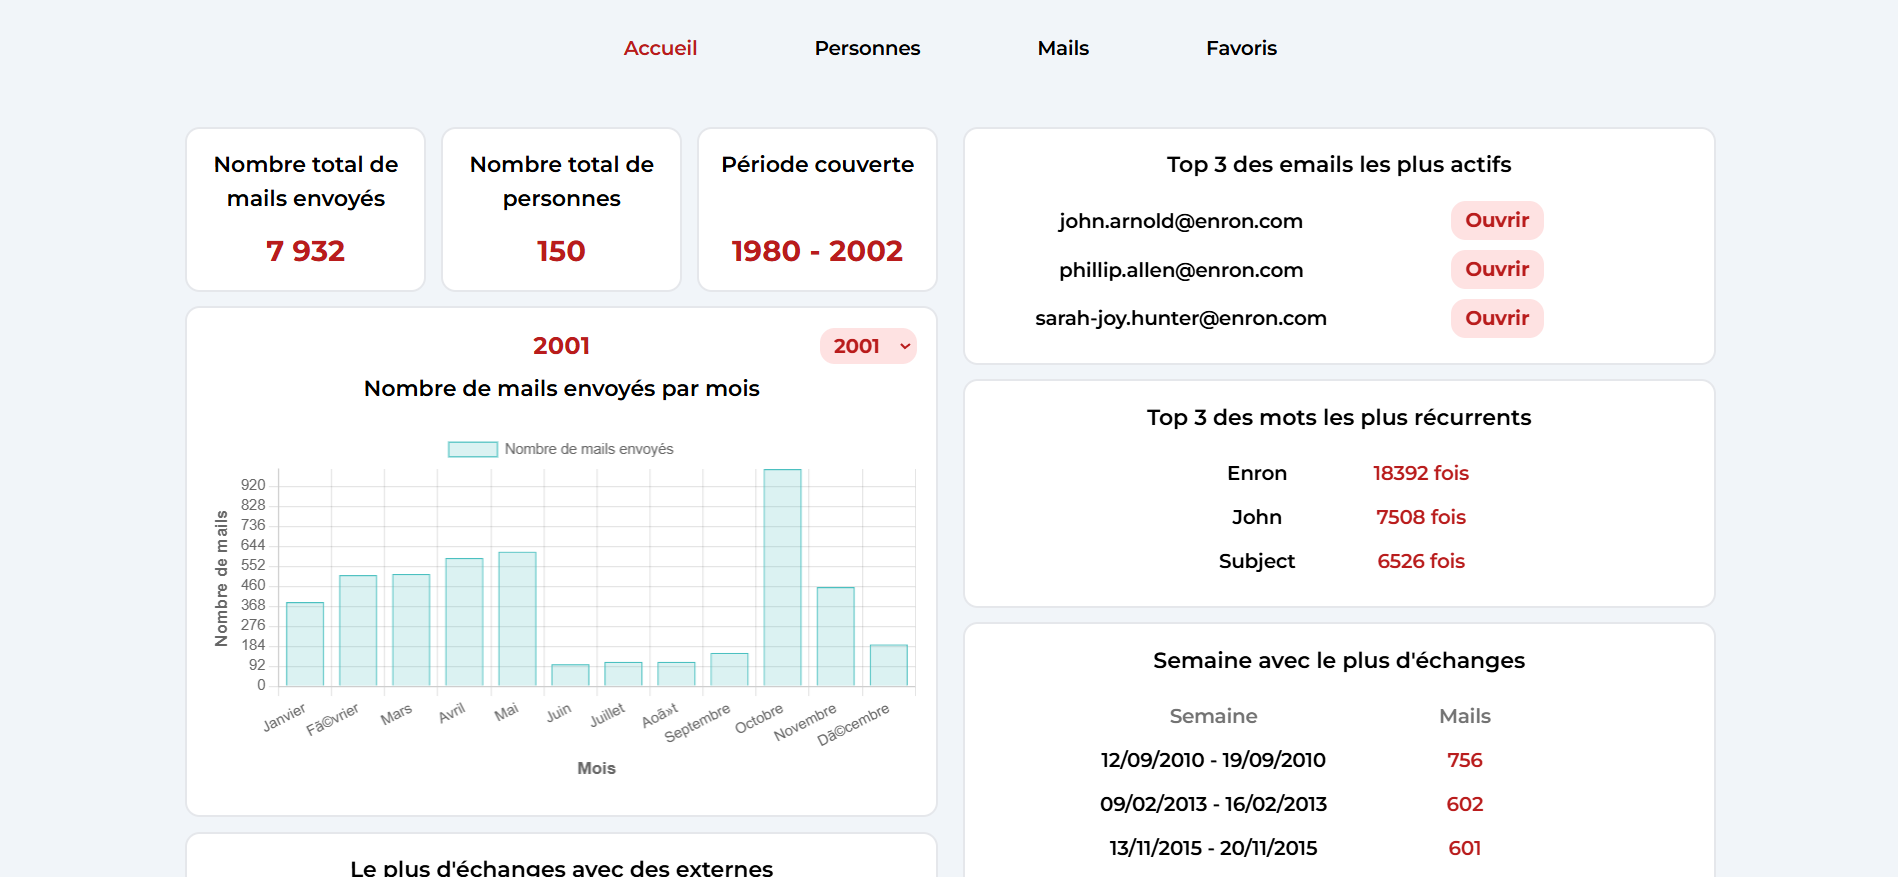 Accueil
Personnes
Mails
Favoris
Nombre total de
mails envoyés
7 932
Nombre total de
personnes
150
Période couverte
1980 - 2002
2001
2001
Nombre de mails envoyés par mois
Nombre de mails envoyés
Nombre de mails
920
828
736
644
552
460
368
276
184
92
0
Janvier
Fã©vrier
Mars
Avril
Mai
Juin
Juillet
Aoã»t
Septembre
Octobre
Novembre
Dã©cembre
Mois
Le plus d'échanges avec des externes
Top 3 des emails les plus actifs
john.arnold@enron.com Ouvrir
phillip.allen@enron.com Ouvrir
sarah-joy.hunter@enron.com Ouvrir
Top 3 des mots les plus récurrents
Enron 18392 fois
John 7508 fois
Subject 6526 fois
Semaine avec le plus d'échanges
Semaine Mails
12/09/2010 - 19/09/2010 756
09/02/2013 - 16/02/2013 602
13/11/2015 - 20/11/2015 601